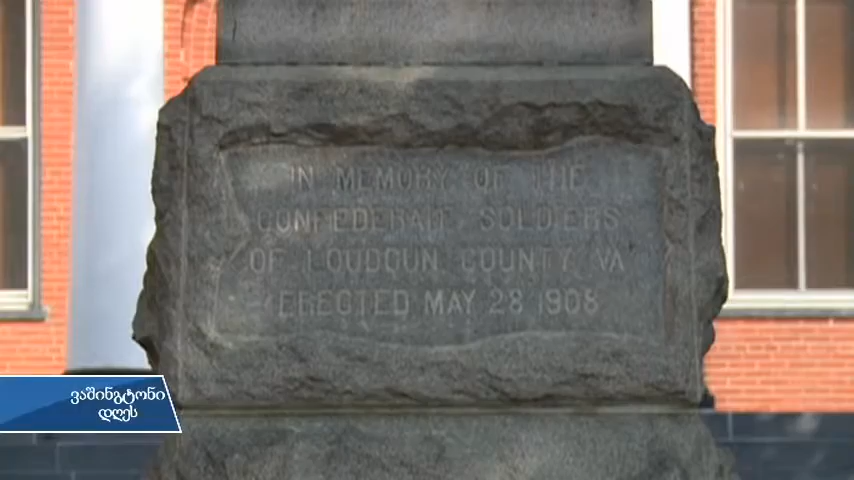 IN MEMORY OF THE
CONFEDERATE SOLDIERS
OF LOUDOUN COUNTY VA
ERECTED MAY 28 1908
ვაშინგტონი
დღეს